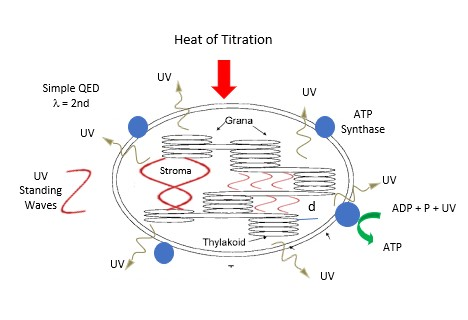 Heat of Titration
Simple QED
λ = 2nd
UV
UV
UV
ATP
Synthase
Grana
UV
Stroma
UV
Standing
Waves
UV
d
ADP + P + UV
Thylakoid
ATP
UV
UV